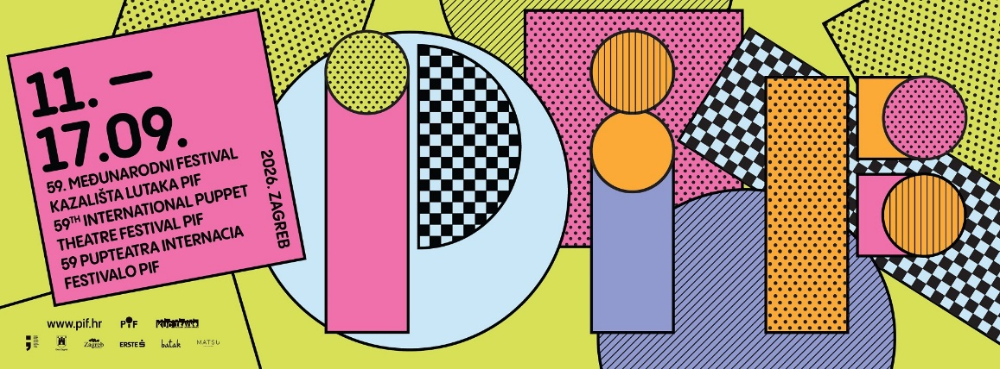 11. —
17.09.
59. MEĐUNARODNI FESTIVAL
KAZALIŠTA LUTAKA PIF
59TH INTERNATIONAL PUPPET
THEATRE FESTIVAL PIF
59 PUPTEATRA INTERNACIA
FESTIVALO PIF
2026. ZAGREB
www.pif.hr
PIF
Zagreb
ERSTE
batak
MATSU
PIF